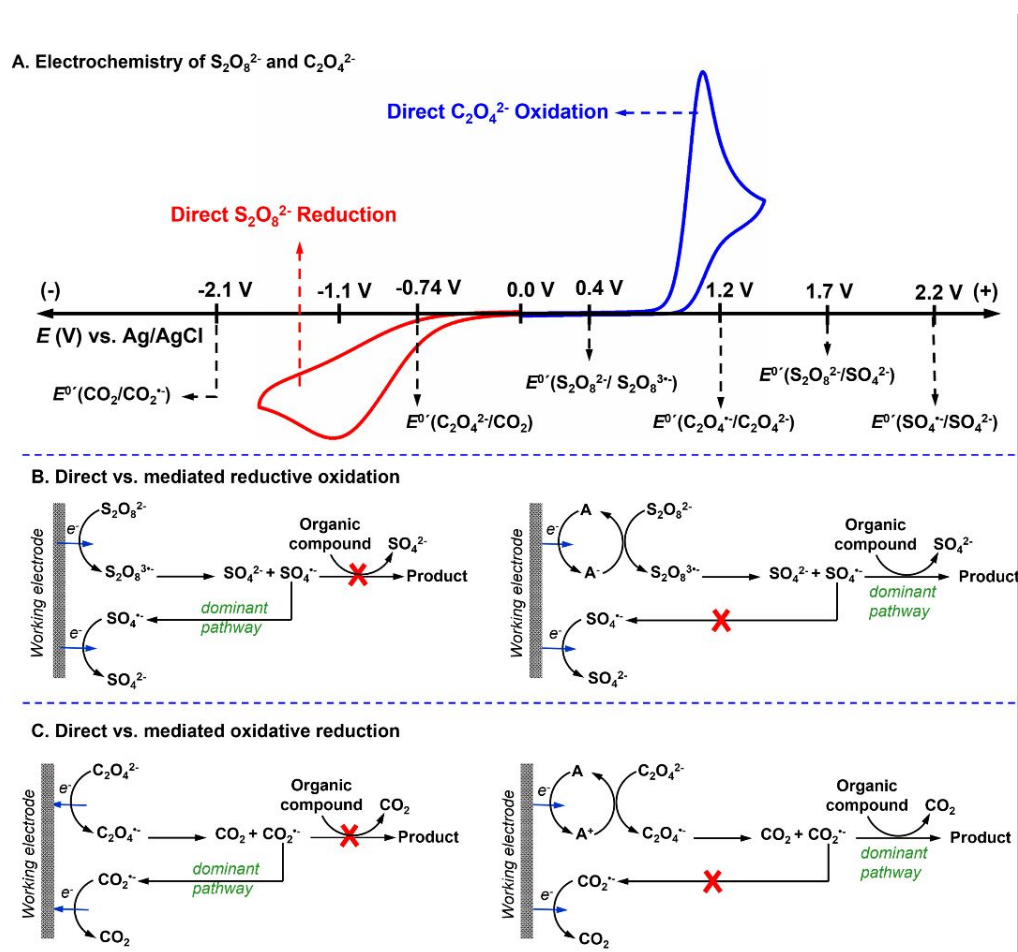 A. Electrochemistry of S₂O₈²⁻ and C₂O₄²⁻
Direct C₂O₄²⁻ Oxidation
Direct S₂O₈²⁻ Reduction
(-) -2.1 V -1.1 V -0.74 V 0.0 V 0.4 V 1.2 V 1.7 V 2.2 V (+)
E (V) vs. Ag/AgCl
E⁰´(CO₂/CO₂•⁻)
E⁰´(C₂O₄²⁻/CO₂)
E⁰´(S₂O₈²⁻/ S₂O₈³•⁻)
E⁰´(C₂O₄•⁻/C₂O₄²⁻)
E⁰´(S₂O₈²⁻/SO₄²⁻)
E⁰´(SO₄•⁻/SO₄²⁻)
B. Direct vs. mediated reductive oxidation
Working electrode
e⁻
S₂O₈²⁻
S₂O₈³•⁻
SO₄²⁻ + SO₄•⁻
Organic
compound
SO₄²⁻
Product
dominant
pathway
SO₄•⁻
e⁻
SO₄²⁻
Working electrode
e⁻
A
A⁻
S₂O₈²⁻
S₂O₈³•⁻
SO₄²⁻ + SO₄•⁻
Organic
compound
SO₄²⁻
Product
dominant
pathway
SO₄•⁻
e⁻
SO₄²⁻
C. Direct vs. mediated oxidative reduction
Working electrode
e⁻
C₂O₄²⁻
C₂O₄•⁻
CO₂ + CO₂•⁻
Organic
compound
CO₂
Product
dominant
pathway
CO₂•⁻
e⁻
CO₂
Working electrode
e⁻
A
A⁺
C₂O₄²⁻
C₂O₄•⁻
CO₂ + CO₂•⁻
Organic
compound
CO₂
Product
dominant
pathway
CO₂•⁻
e⁻
CO₂